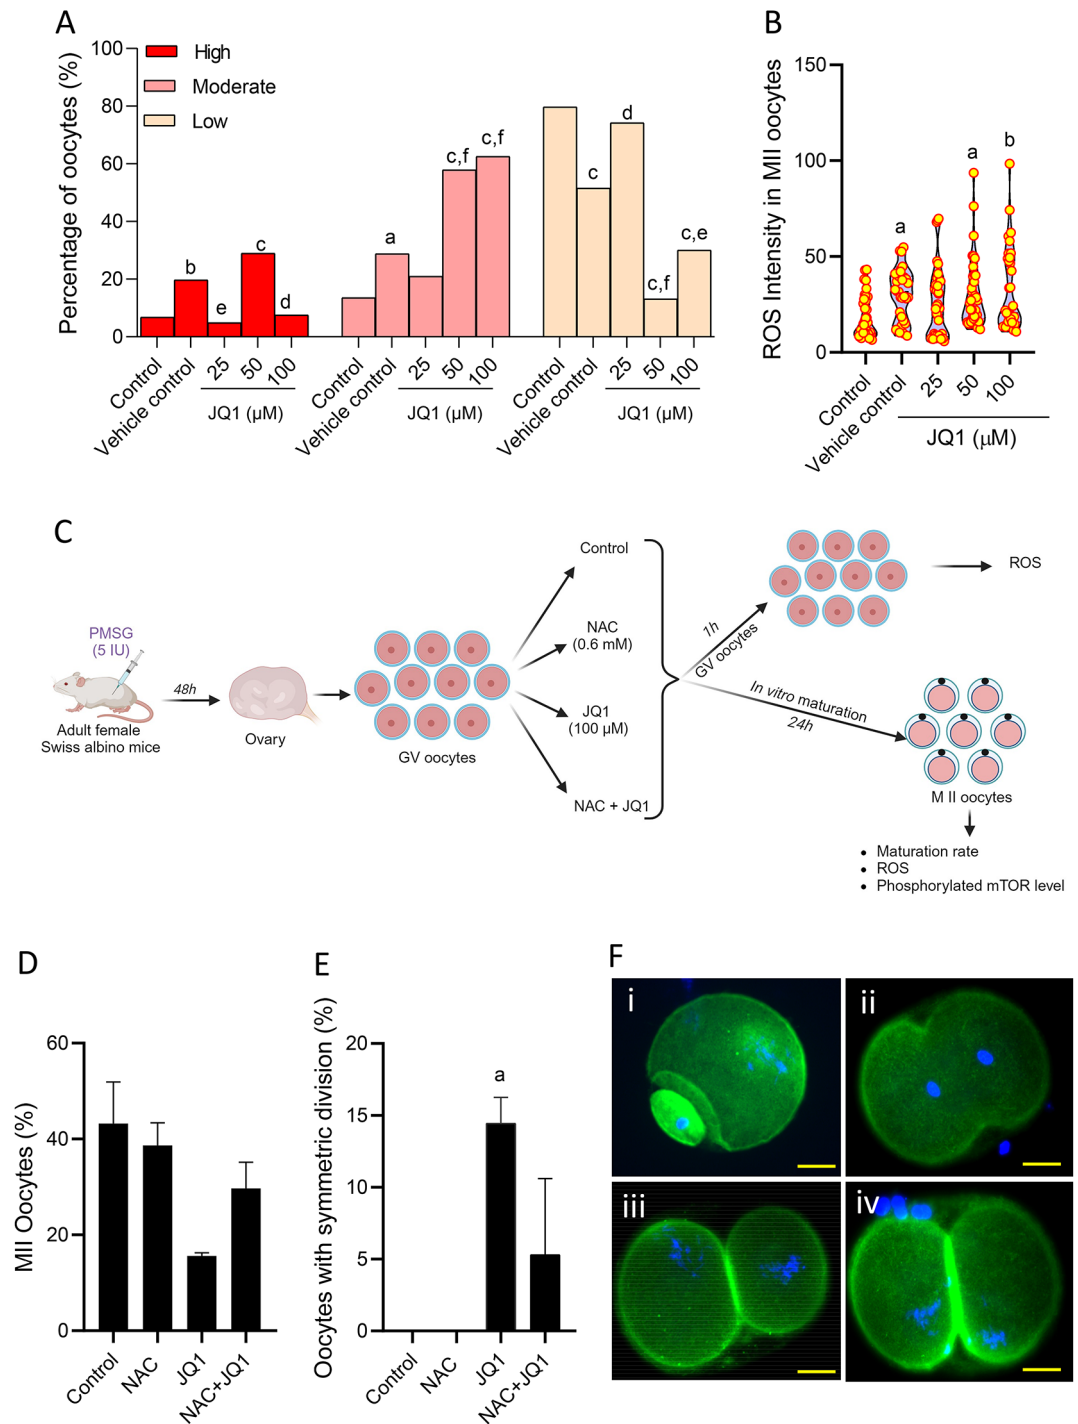 A
Percentage of oocytes (%)
100
80
60
40
20
0
High
Moderate
Low
b
e
c
d
a
c,f
c,f
c
d
c,f
c,e
Control
Vehicle control
25
50
100
JQ1 (µM)
Control
Vehicle control
25
50
100
JQ1 (µM)
Control
Vehicle control
25
50
100
JQ1 (µM)
B
ROS Intensity in MII oocytes
150
100
50
0
a
a
b
Control
Vehicle control
25
50
100
JQ1 (µM)
C
PMSG
(5 IU)
Adult female
Swiss albino mice
48h
Ovary
GV oocytes
Control
NAC
(0.6 mM)
JQ1
(100 µM)
NAC + JQ1
1h
GV oocytes
ROS
In vitro maturation
24h
M II oocytes
• Maturation rate
• ROS
• Phosphorylated mTOR level
D
MII Oocytes (%)
60
40
20
0
Control
NAC
JQ1
NAC+JQ1
E
Oocytes with symmetric division (%)
20
15
10
5
0
a
Control
NAC
JQ1
NAC+JQ1
F
i
ii
iii
iv